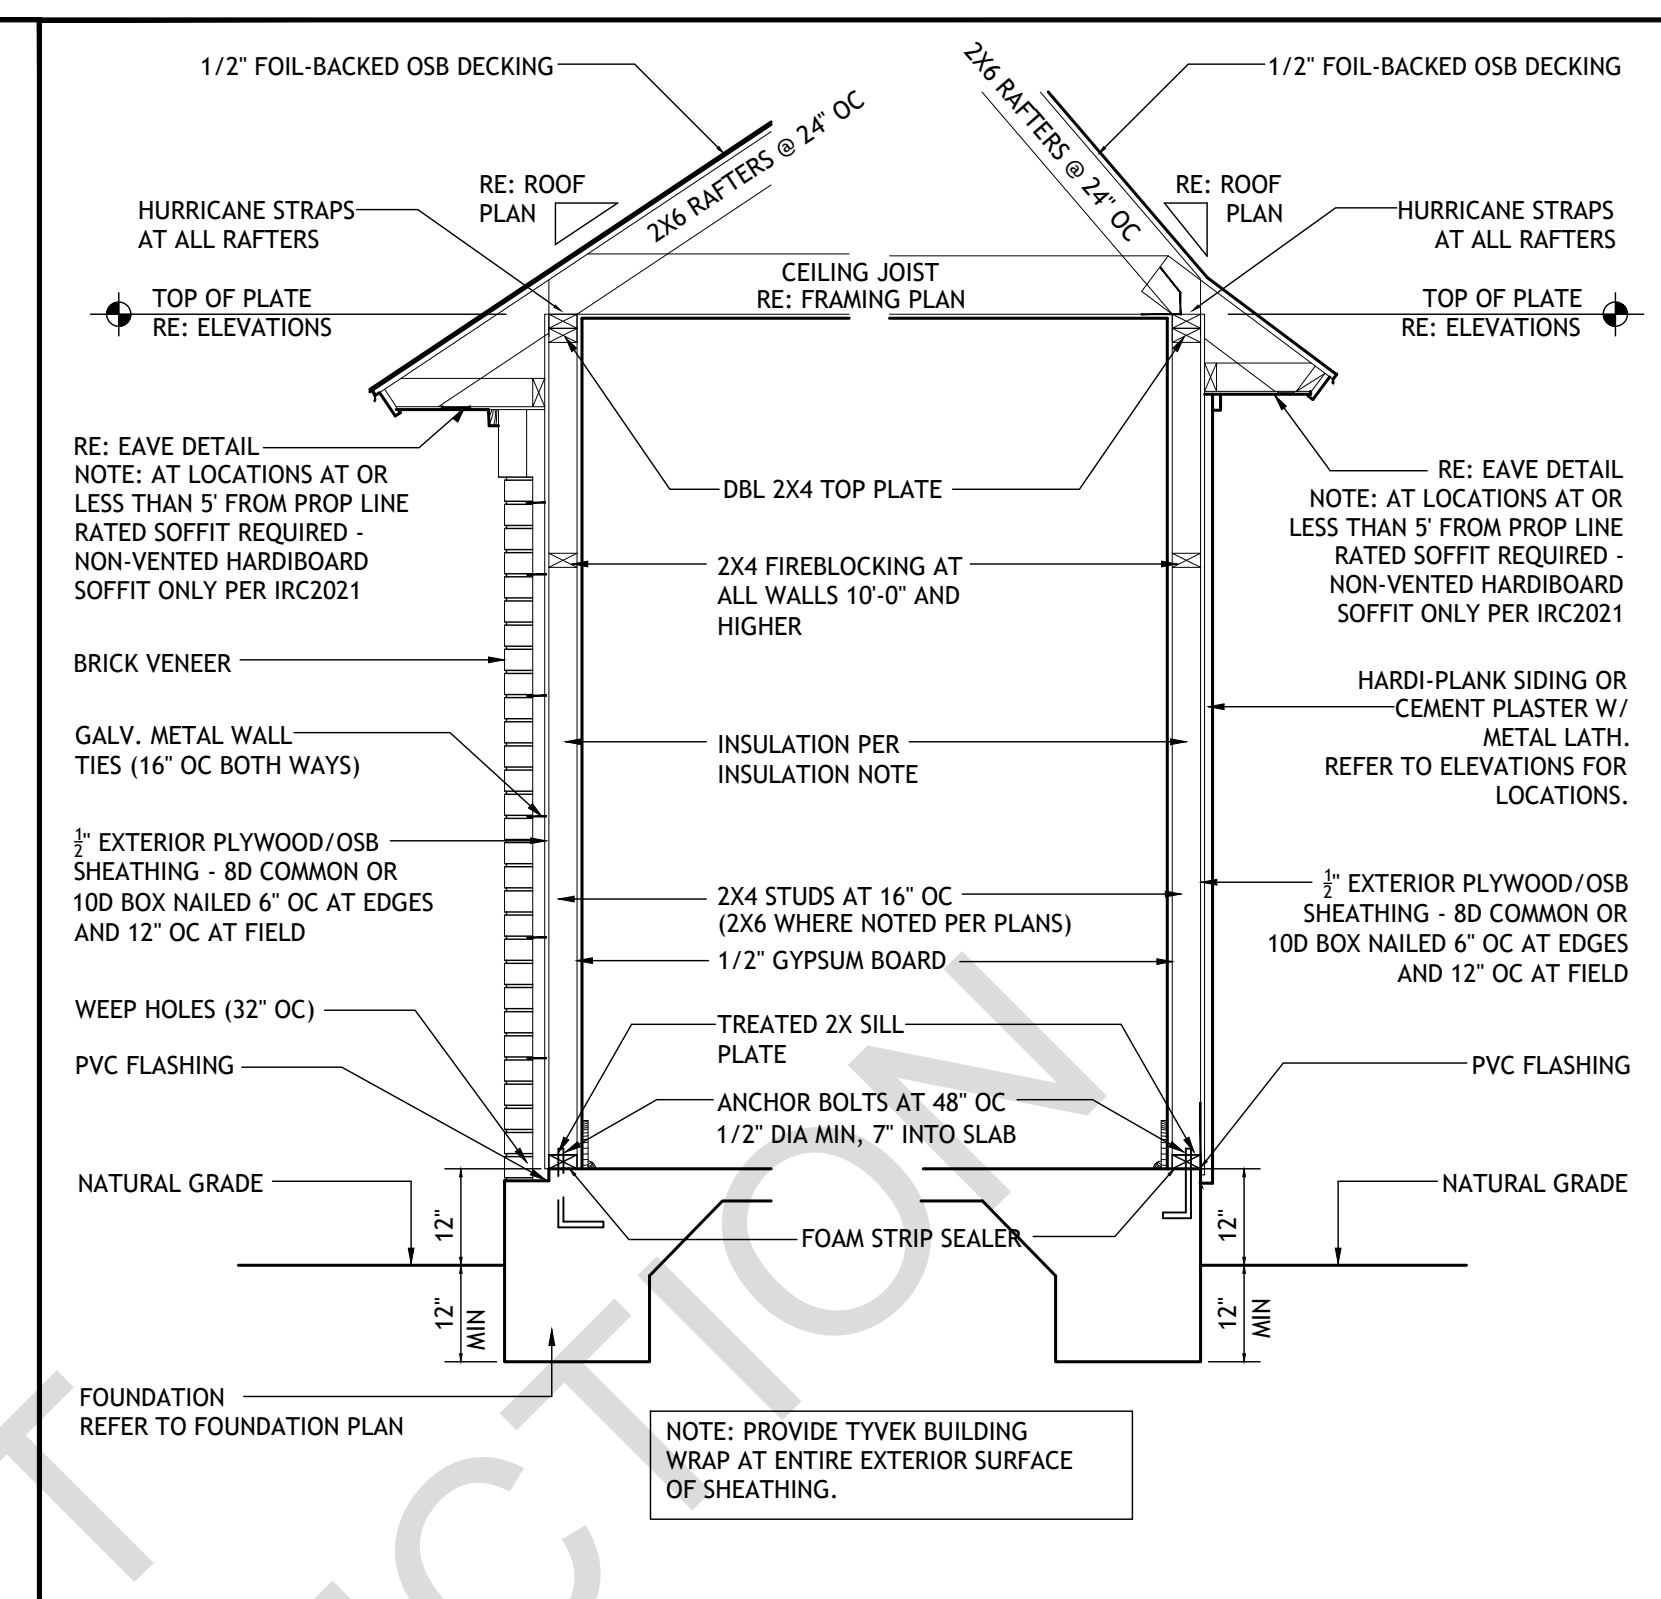 1/2" FOIL-BACKED OSB DECKING
1/2" FOIL-BACKED OSB DECKING
2X6 RAFTERS @ 24" OC
2X6 RAFTERS @ 24" OC
RE: ROOF
PLAN
RE: ROOF
PLAN
HURRICANE STRAPS
AT ALL RAFTERS
HURRICANE STRAPS
AT ALL RAFTERS
CEILING JOIST
RE: FRAMING PLAN
TOP OF PLATE
RE: ELEVATIONS
TOP OF PLATE
RE: ELEVATIONS
RE: EAVE DETAIL
NOTE: AT LOCATIONS AT OR
LESS THAN 5' FROM PROP LINE
RATED SOFFIT REQUIRED -
NON-VENTED HARDIBOARD
SOFFIT ONLY PER IRC2021
DBL 2X4 TOP PLATE
RE: EAVE DETAIL
NOTE: AT LOCATIONS AT OR
LESS THAN 5' FROM PROP LINE
RATED SOFFIT REQUIRED -
NON-VENTED HARDIBOARD
SOFFIT ONLY PER IRC2021
2X4 FIREBLOCKING AT
ALL WALLS 10'-0" AND
HIGHER
BRICK VENEER
HARDI-PLANK SIDING OR
CEMENT PLASTER W/
METAL LATH.
REFER TO ELEVATIONS FOR
LOCATIONS.
GALV. METAL WALL
TIES (16" OC BOTH WAYS)
INSULATION PER
INSULATION NOTE
½" EXTERIOR PLYWOOD/OSB
SHEATHING - 8D COMMON OR
10D BOX NAILED 6" OC AT EDGES
AND 12" OC AT FIELD
2X4 STUDS AT 16" OC
(2X6 WHERE NOTED PER PLANS)
½" EXTERIOR PLYWOOD/OSB
SHEATHING - 8D COMMON OR
10D BOX NAILED 6" OC AT EDGES
AND 12" OC AT FIELD
1/2" GYPSUM BOARD
WEEP HOLES (32" OC)
TREATED 2X SILL
PLATE
PVC FLASHING
PVC FLASHING
ANCHOR BOLTS AT 48" OC
1/2" DIA MIN, 7" INTO SLAB
NATURAL GRADE
NATURAL GRADE
12"
12"
FOAM STRIP SEALER
12"
MIN
12"
MIN
FOUNDATION
REFER TO FOUNDATION PLAN
NOTE: PROVIDE TYVEK BUILDING
WRAP AT ENTIRE EXTERIOR SURFACE
OF SHEATHING.
T
CTION